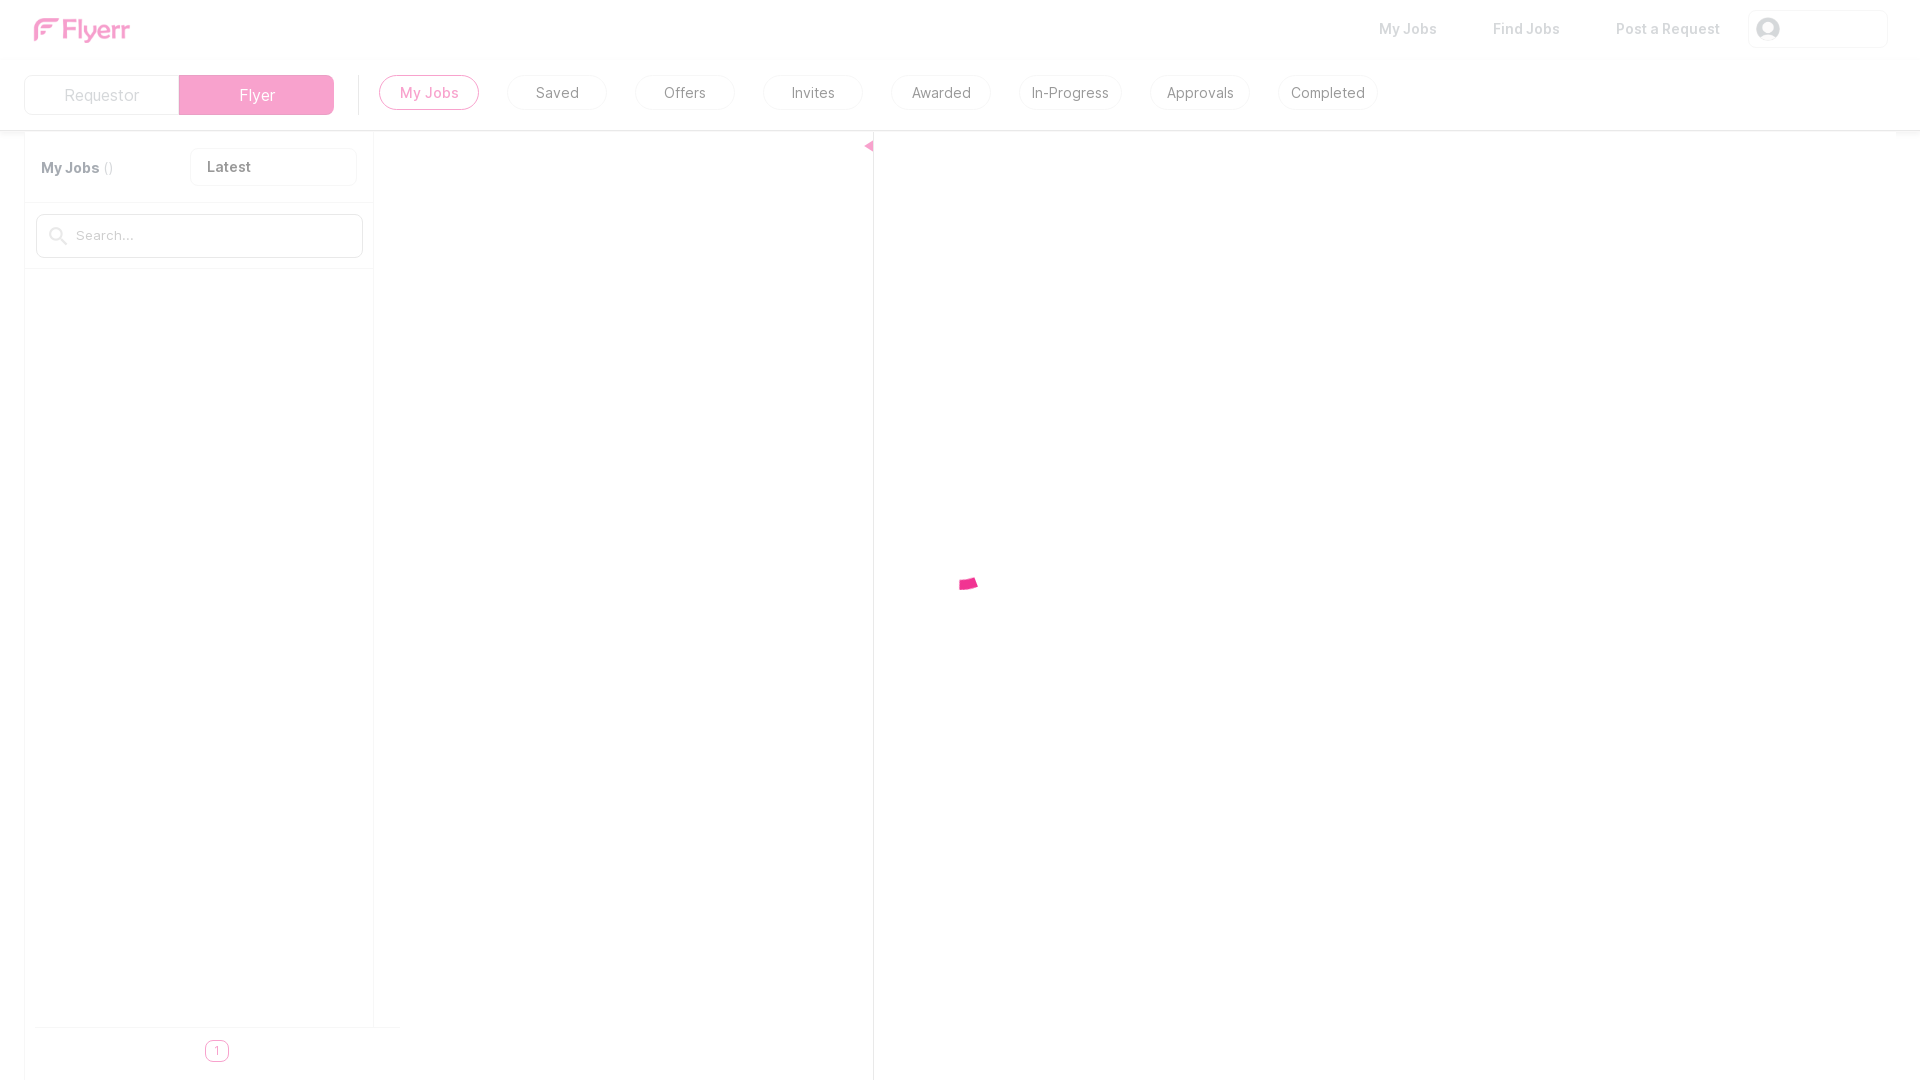 Flyerr
My Jobs
Find Jobs
Post a Request
Requestor
Flyer
My Jobs
Saved
Offers
Invites
Awarded
In-Progress
Approvals
Completed
My Jobs ()
Latest
Search...
1